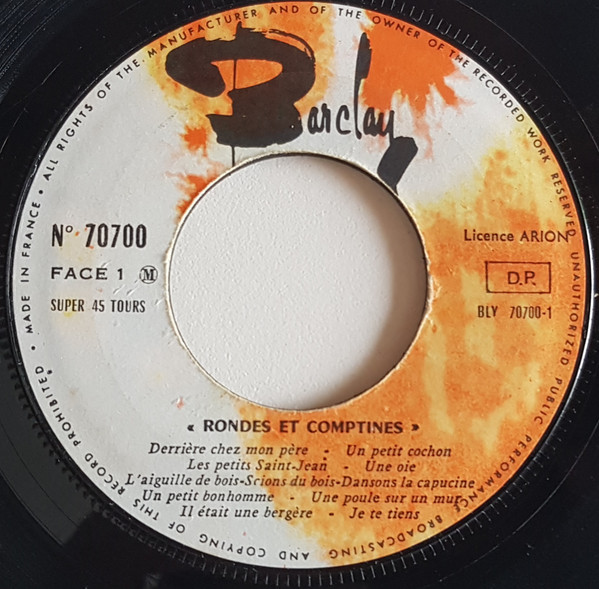 Barclay
MADE IN FRANCE • ALL RIGHTS OF THE MANUFACTURER AND OF THE OWNER OF THE RECORDED WORK RESERVED UNAUTHORIZED PUBLIC PERFORMANCE BROADCASTING AND COPYING OF THIS RECORD PROHIBITED •
N° 70700
FACE 1 M
SUPER 45 TOURS
Licence ARION
D.P.
BLY 70700-1
« RONDES ET COMPTINES »
Derrière chez mon père - Un petit cochon
Les petits Saint-Jean - Une oie
L'aiguille de bois-Scions du bois-Dansons la capucine
Un petit bonhomme - Une poule sur un mur
Il était une bergère - Je te tiens